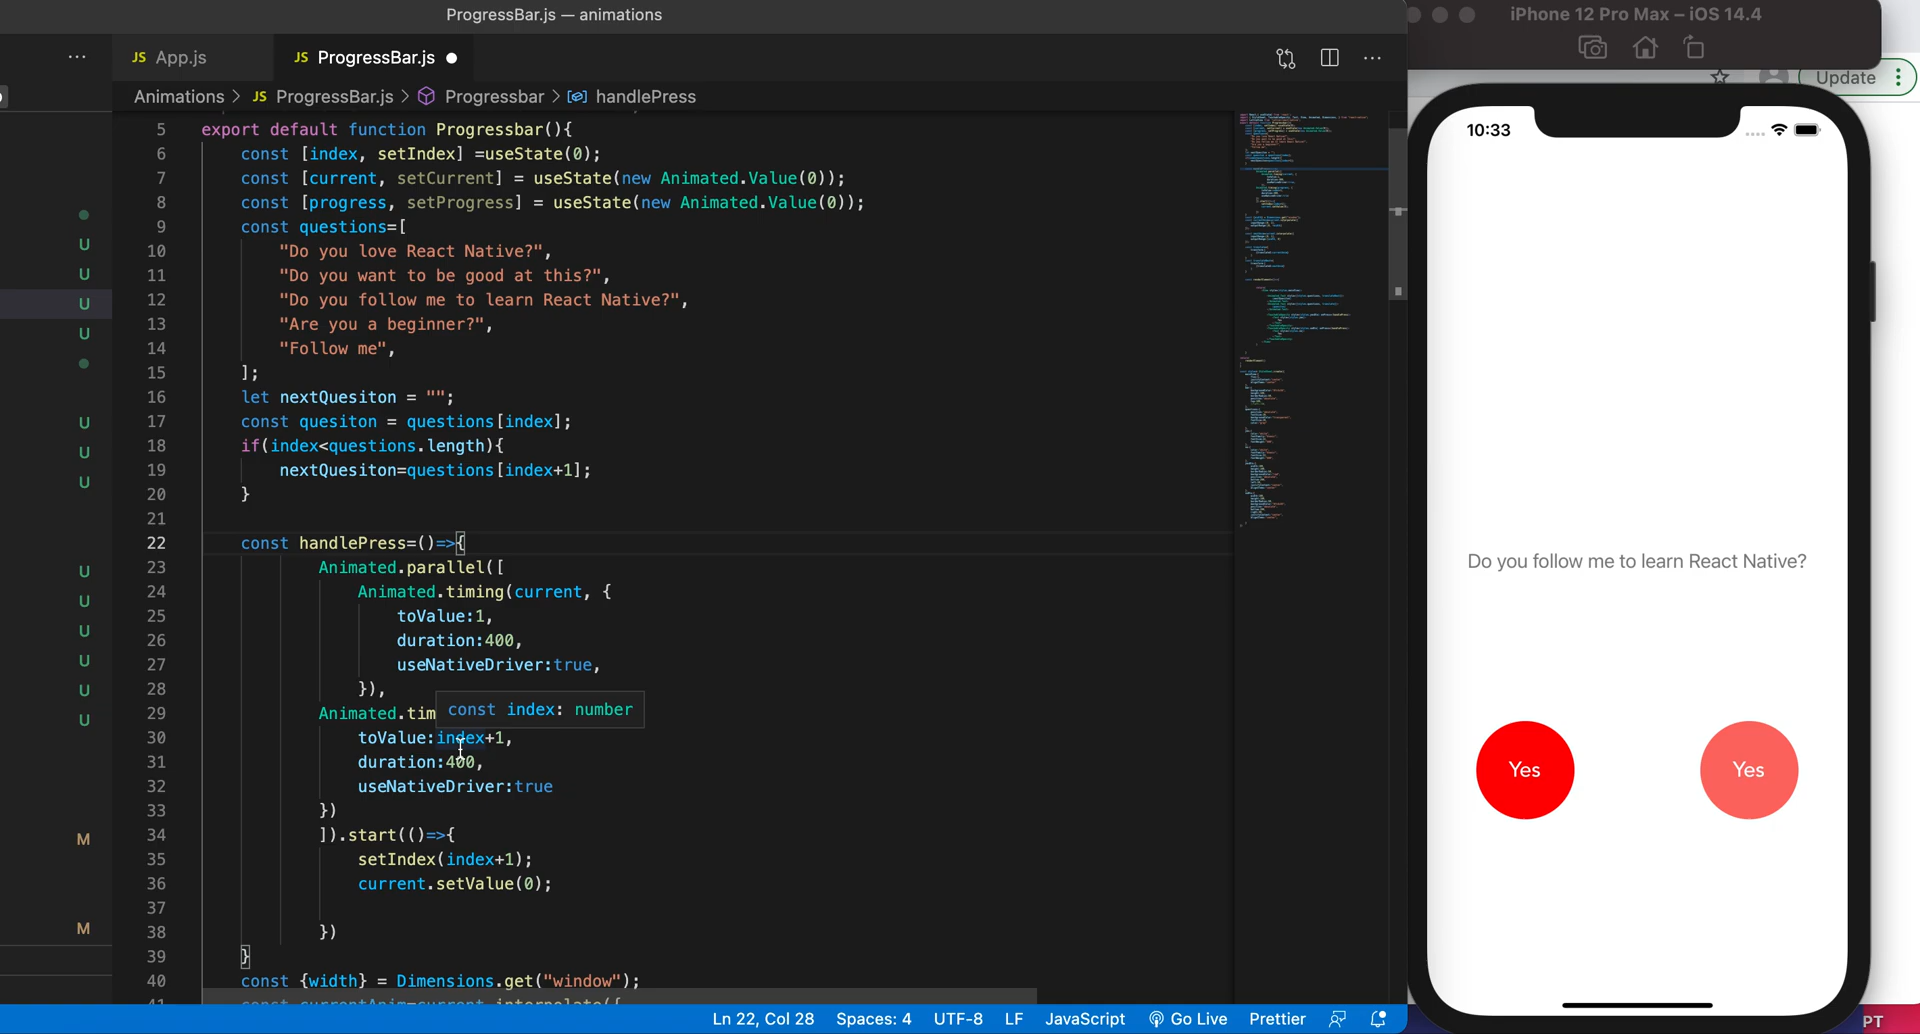 ProgressBar.js — animations
iPhone 12 Pro Max – iOS 14.4
JS App.js
JS ProgressBar.js
Update
Animations > JS ProgressBar.js > Progressbar > handlePress
5 export default function Progressbar(){
6 const [index, setIndex] =useState(0);
7 const [current, setCurrent] = useState(new Animated.Value(0));
8 const [progress, setProgress] = useState(new Animated.Value(0));
9 const questions=[
10 "Do you love React Native?",
11 "Do you want to be good at this?",
12 "Do you follow me to learn React Native?",
13 "Are you a beginner?",
14 "Follow me",
15 ];
16 let nextQuesiton = "";
17 const quesiton = questions[index];
18 if(index<questions.length){
19 nextQuesiton=questions[index+1];
20 }
21
22 const handlePress=()=>{
23 Animated.parallel([
24 Animated.timing(current, {
25 toValue:1,
26 duration:400,
27 useNativeDriver:true,
28 }),
29 Animated.tim
const index: number
30 toValue:index+1,
31 duration:400,
32 useNativeDriver:true
33 })
34 ]).start(()=>{
35 setIndex(index+1);
36 current.setValue(0);
37
38 })
39 }
40 const {width} = Dimensions.get("window");
41 const currentAnim=current.interpolate({
U
U
U
U
U
U
U
U
U
U
U
U
U
M
M
10:33
Do you follow me to learn React Native?
Yes
Yes
Ln 22, Col 28 Spaces: 4 UTF-8 LF JavaScript Go Live Prettier
PT